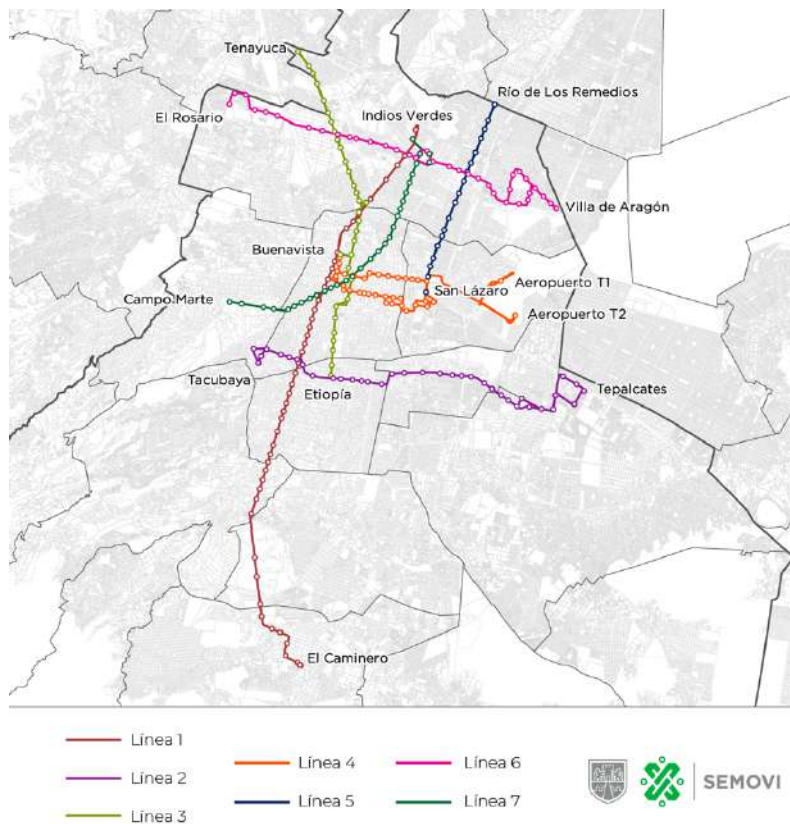 Tenayuca
Río de Los Remedios
El Rosario
Indios Verdes
Villa de Aragón
Buenavista
Aeropuerto T1
San Lázaro
Campo Marte
Aeropuerto T2
Tacubaya
Etiopía
Tepalcates
El Caminero
Línea 1
Línea 4
Línea 6
Línea 2
Línea 5
Línea 7
Línea 3
SEMOVI